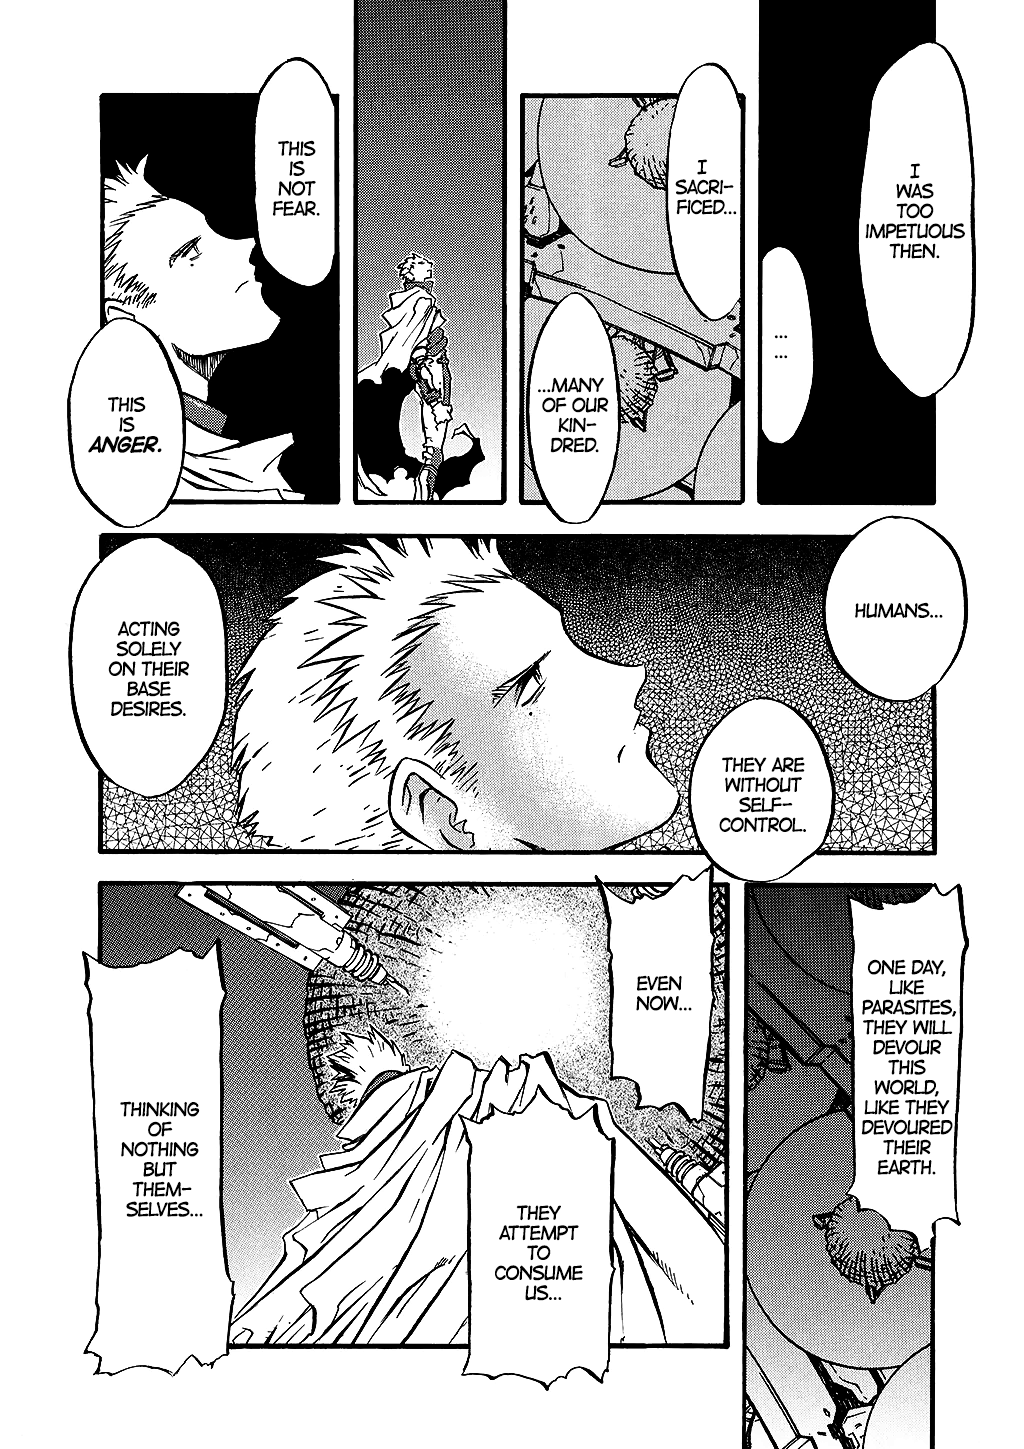 I
WAS
TOO
IMPETUOUS
THEN.
...
...
I
SACRI-
FICED...
...MANY
OF OUR
KIN-
DRED.
THIS
IS
NOT
FEAR.
THIS
IS
ANGER.
HUMANS...
THEY ARE
WITHOUT
SELF-
CONTROL.
ACTING
SOLELY
ON THEIR
BASE
DESIRES.
ONE DAY,
LIKE
PARASITES,
THEY WILL
DEVOUR
THIS
WORLD,
LIKE THEY
DEVOURED
THEIR
EARTH.
EVEN
NOW...
THEY
ATTEMPT
TO
CONSUME
US...
THINKING
OF
NOTHING
BUT
THEM-
SELVES...